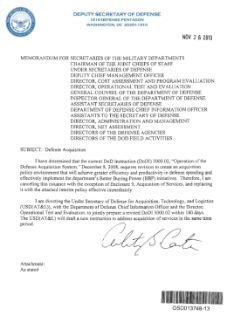 DEPUTY SECRETARY OF DEFENSE
1010 DEFENSE PENTAGON
WASHINGTON, DC 20301-1010
NOV 26 2013
MEMORANDUM FOR SECRETARIES OF THE MILITARY DEPARTMENTS
CHAIRMAN OF THE JOINT CHIEFS OF STAFF
UNDER SECRETARIES OF DEFENSE
DEPUTY CHIEF MANAGEMENT OFFICER
DIRECTOR, COST ASSESSMENT AND PROGRAM EVALUATION
DIRECTOR, OPERATIONAL TEST AND EVALUATION
GENERAL COUNSEL OF THE DEPARTMENT OF DEFENSE
INSPECTOR GENERAL OF THE DEPARTMENT OF DEFENSE
ASSISTANT SECRETARIES OF DEFENSE
DEPARTMENT OF DEFENSE CHIEF INFORMATION OFFICER
ASSISTANTS TO THE SECRETARY OF DEFENSE
DIRECTOR, ADMINISTRATION AND MANAGEMENT
DIRECTOR, NET ASSESSMENT
DIRECTORS OF THE DEFENSE AGENCIES
DIRECTORS OF THE DOD FIELD ACTIVITIES
SUBJECT: Defense Acquisition
I have determined that the current DoD Instruction (DoDI) 5000.02, "Operation of the
Defense Acquisition System," December 8, 2008, requires revision to create an acquisition
policy environment that will achieve greater efficiency and productivity in defense spending and
effectively implement the department's Better Buying Power (BBP) initiatives. Therefore, I am
cancelling this issuance with the exception of Enclosure 9, Acquisition of Services, and replacing
it with the attached interim policy effective immediately.
I am directing the Under Secretary of Defense for Acquisition, Technology, and Logistics
(USD(AT&L)), with the Department of Defense Chief Information Officer and the Director,
Operational Test and Evaluation, to jointly prepare a revised DoDI 5000.02 within 180 days.
The USD(AT&L) will draft a new instruction to address acquisition of services in the same time
period.
Attachment:
As stated
OSD013746-13